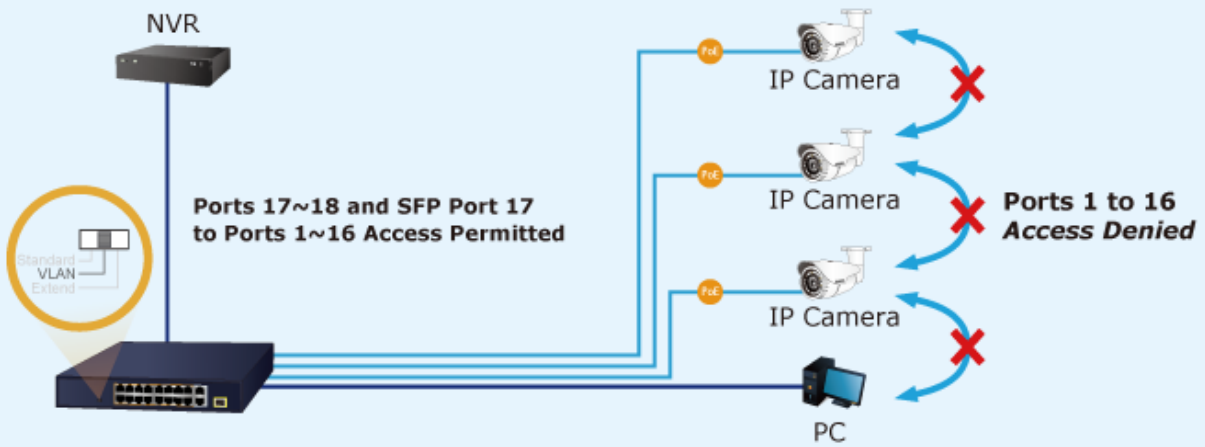 NVR
PoE
IP Camera
Ports 17~18 and SFP Port 17
to Ports 1~16 Access Permitted
Standard
VLAN
Extend
PoE
IP Camera
Ports 1 to 16
Access Denied
PoE
IP Camera
PC